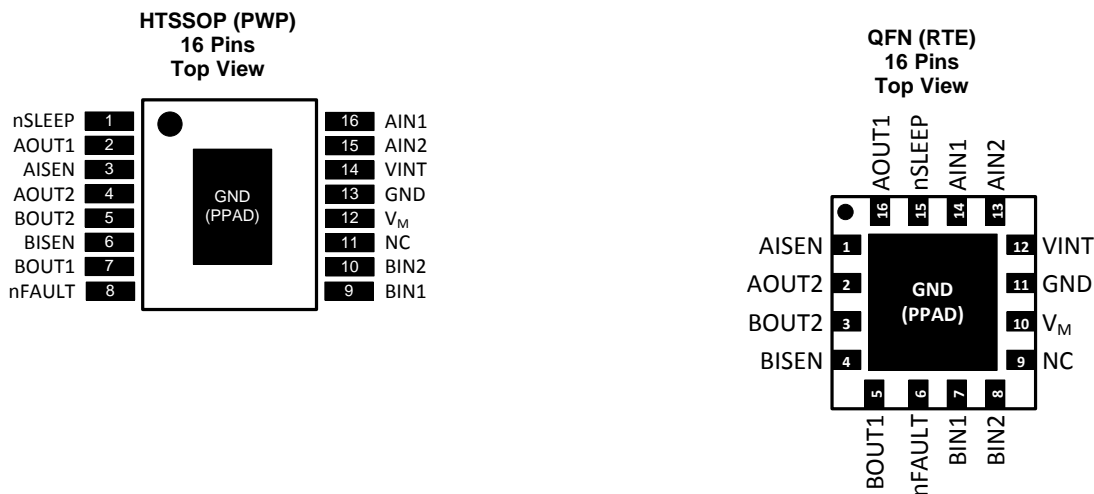 HTSSOP (PWP)
16 Pins
Top View
nSLEEP 1
AOUT1 2
AISEN 3
AOUT2 4
BOUT2 5
BISEN 6
BOUT1 7
nFAULT 8
GND
(PPAD)
16 AIN1
15 AIN2
14 VINT
13 GND
12 VM
11 NC
10 BIN2
9 BIN1
QFN (RTE)
16 Pins
Top View
AOUT1
nSLEEP
AIN1
AIN2
16
15
14
13
AISEN 1
AOUT2 2
BOUT2 3
BISEN 4
GND
(PPAD)
12 VINT
11 GND
10 VM
9 NC
5
6
7
8
BOUT1
nFAULT
BIN1
BIN2